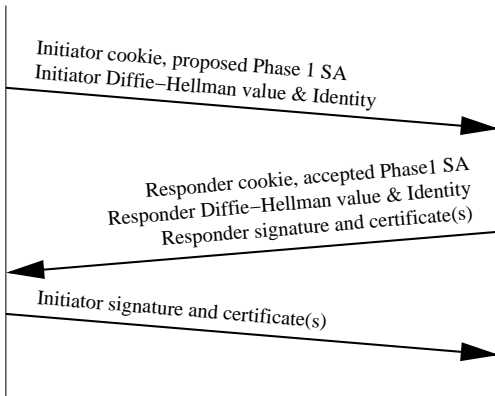 Initiator cookie, proposed Phase 1 SA
Initiator Diffie−Hellman value & Identity
Responder cookie, accepted Phase1 SA
Responder Diffie−Hellman value & Identity
Responder signature and certificate(s)
Initiator signature and certificate(s)